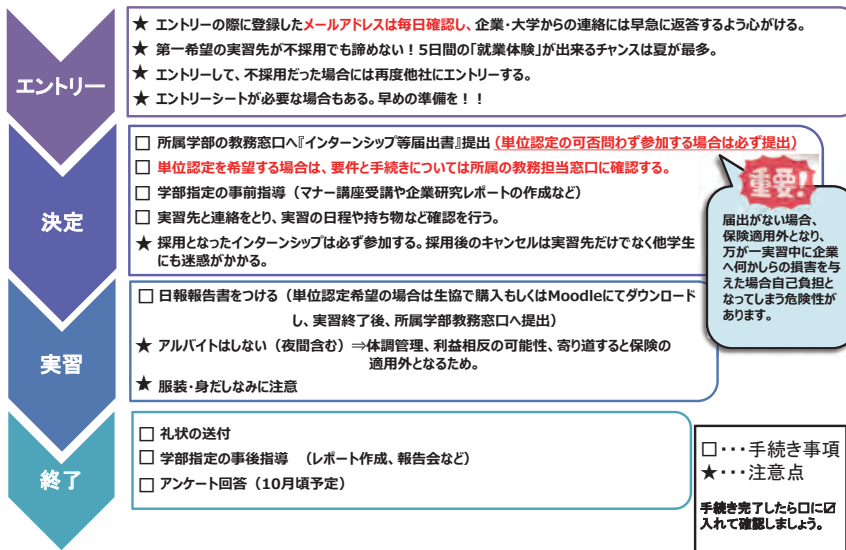 エントリー
★ エントリーの際に登録したメールアドレスは毎日確認し、企業・大学からの連絡には早急に返答するよう心がける。
★ 第一希望の実習先が不採用でも諦めない！5日間の「就業体験」が出来るチャンスは夏が最多。
★ エントリーして、不採用だった場合には再度他社にエントリーする。
★ エントリーシートが必要な場合もある。早めの準備を！！
決定
□ 所属学部の教務窓口へ『インターンシップ等届出書』提出（単位認定の可否問わず参加する場合は必ず提出）
□ 単位認定を希望する場合は、要件と手続きについては所属の教務担当窓口に確認する。
□ 学部指定の事前指導（マナー講座受講や企業研究レポートの作成など）
□ 実習先と連絡をとり、実習の日程や持ち物など確認を行う。
★ 採用となったインターンシップは必ず参加する。採用後のキャンセルは実習先だけでなく他学生
にも迷惑がかかる。
重要!
届出がない場合、
保険適用外となり、
万が一実習中に企業
へ何かしらの損害を与
えた場合自己負担と
なってしまう危険性が
あります。
実習
□ 日報報告書をつける（単位認定希望の場合は生協で購入もしくはMoodleにてダウンロード
し、実習終了後、所属学部教務窓口へ提出）
★ アルバイトはしない（夜間含む）⇒体調管理、利益相反の可能性、寄り道すると保険の
適用外となるため。
★ 服装・身だしなみに注意
終了
□ 礼状の送付
□ 学部指定の事後指導　（レポート作成、報告会など）
□ アンケート回答（10月頃予定）
□・・・手続き事項
★・・・注意点
手続き完了したら口に☑
入れて確認しましょう。